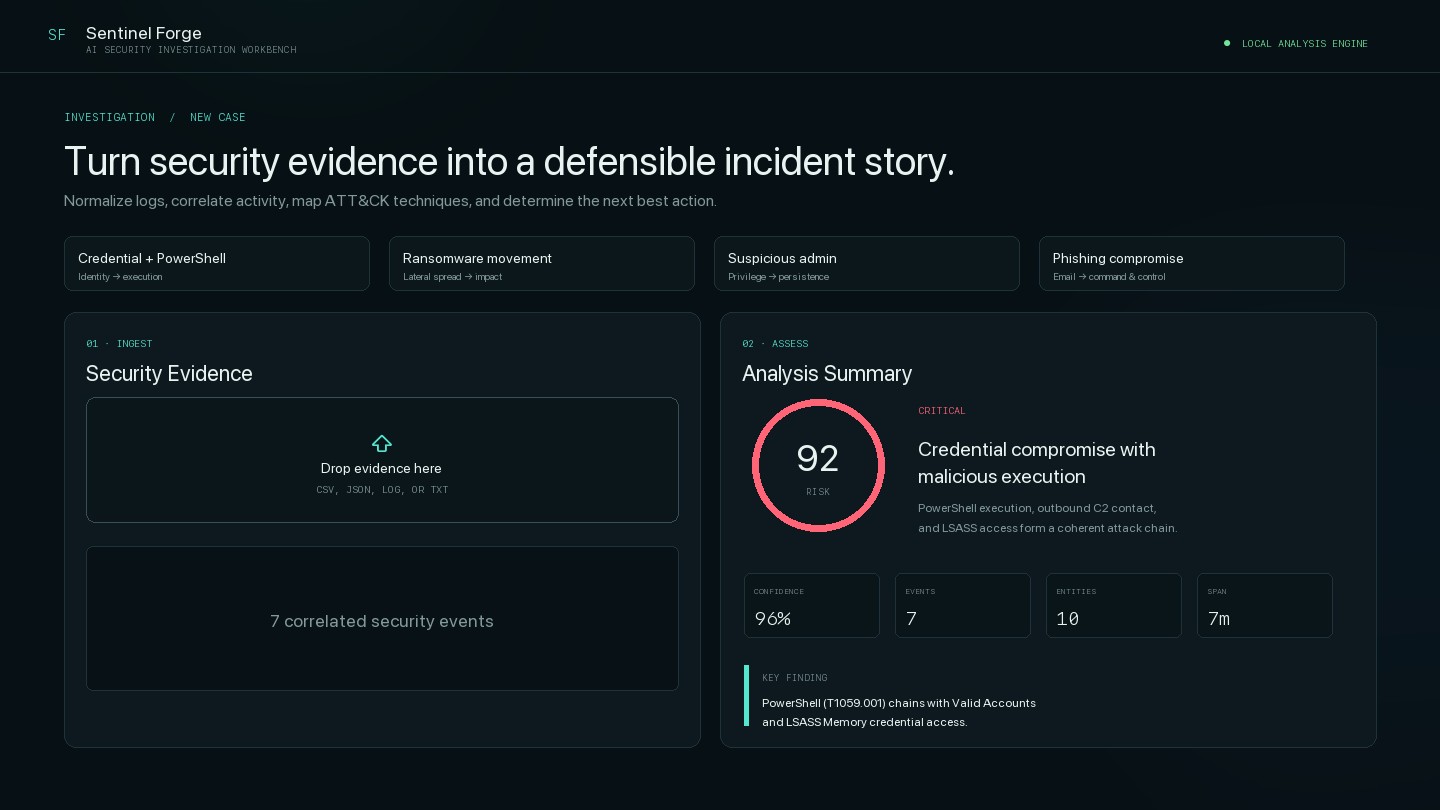 SF
Sentinel Forge
AI SECURITY INVESTIGATION WORKBENCH
LOCAL ANALYSIS ENGINE
INVESTIGATION / NEW CASE
Turn security evidence into a defensible incident story.
Normalize logs, correlate activity, map ATT&CK techniques, and determine the next best action.
Credential + PowerShell
Identity → execution
Ransomware movement
Lateral spread → impact
Suspicious admin
Privilege → persistence
Phishing compromise
Email → command & control
01 · INGEST
Security Evidence
Drop evidence here
CSV, JSON, LOG, OR TXT
7 correlated security events
02 · ASSESS
Analysis Summary
92
RISK
CRITICAL
Credential compromise with
malicious execution
PowerShell execution, outbound C2 contact,
and LSASS access form a coherent attack chain.
CONFIDENCE
96%
EVENTS
7
ENTITIES
10
SPAN
7m
KEY FINDING
PowerShell (T1059.001) chains with Valid Accounts
and LSASS Memory credential access.